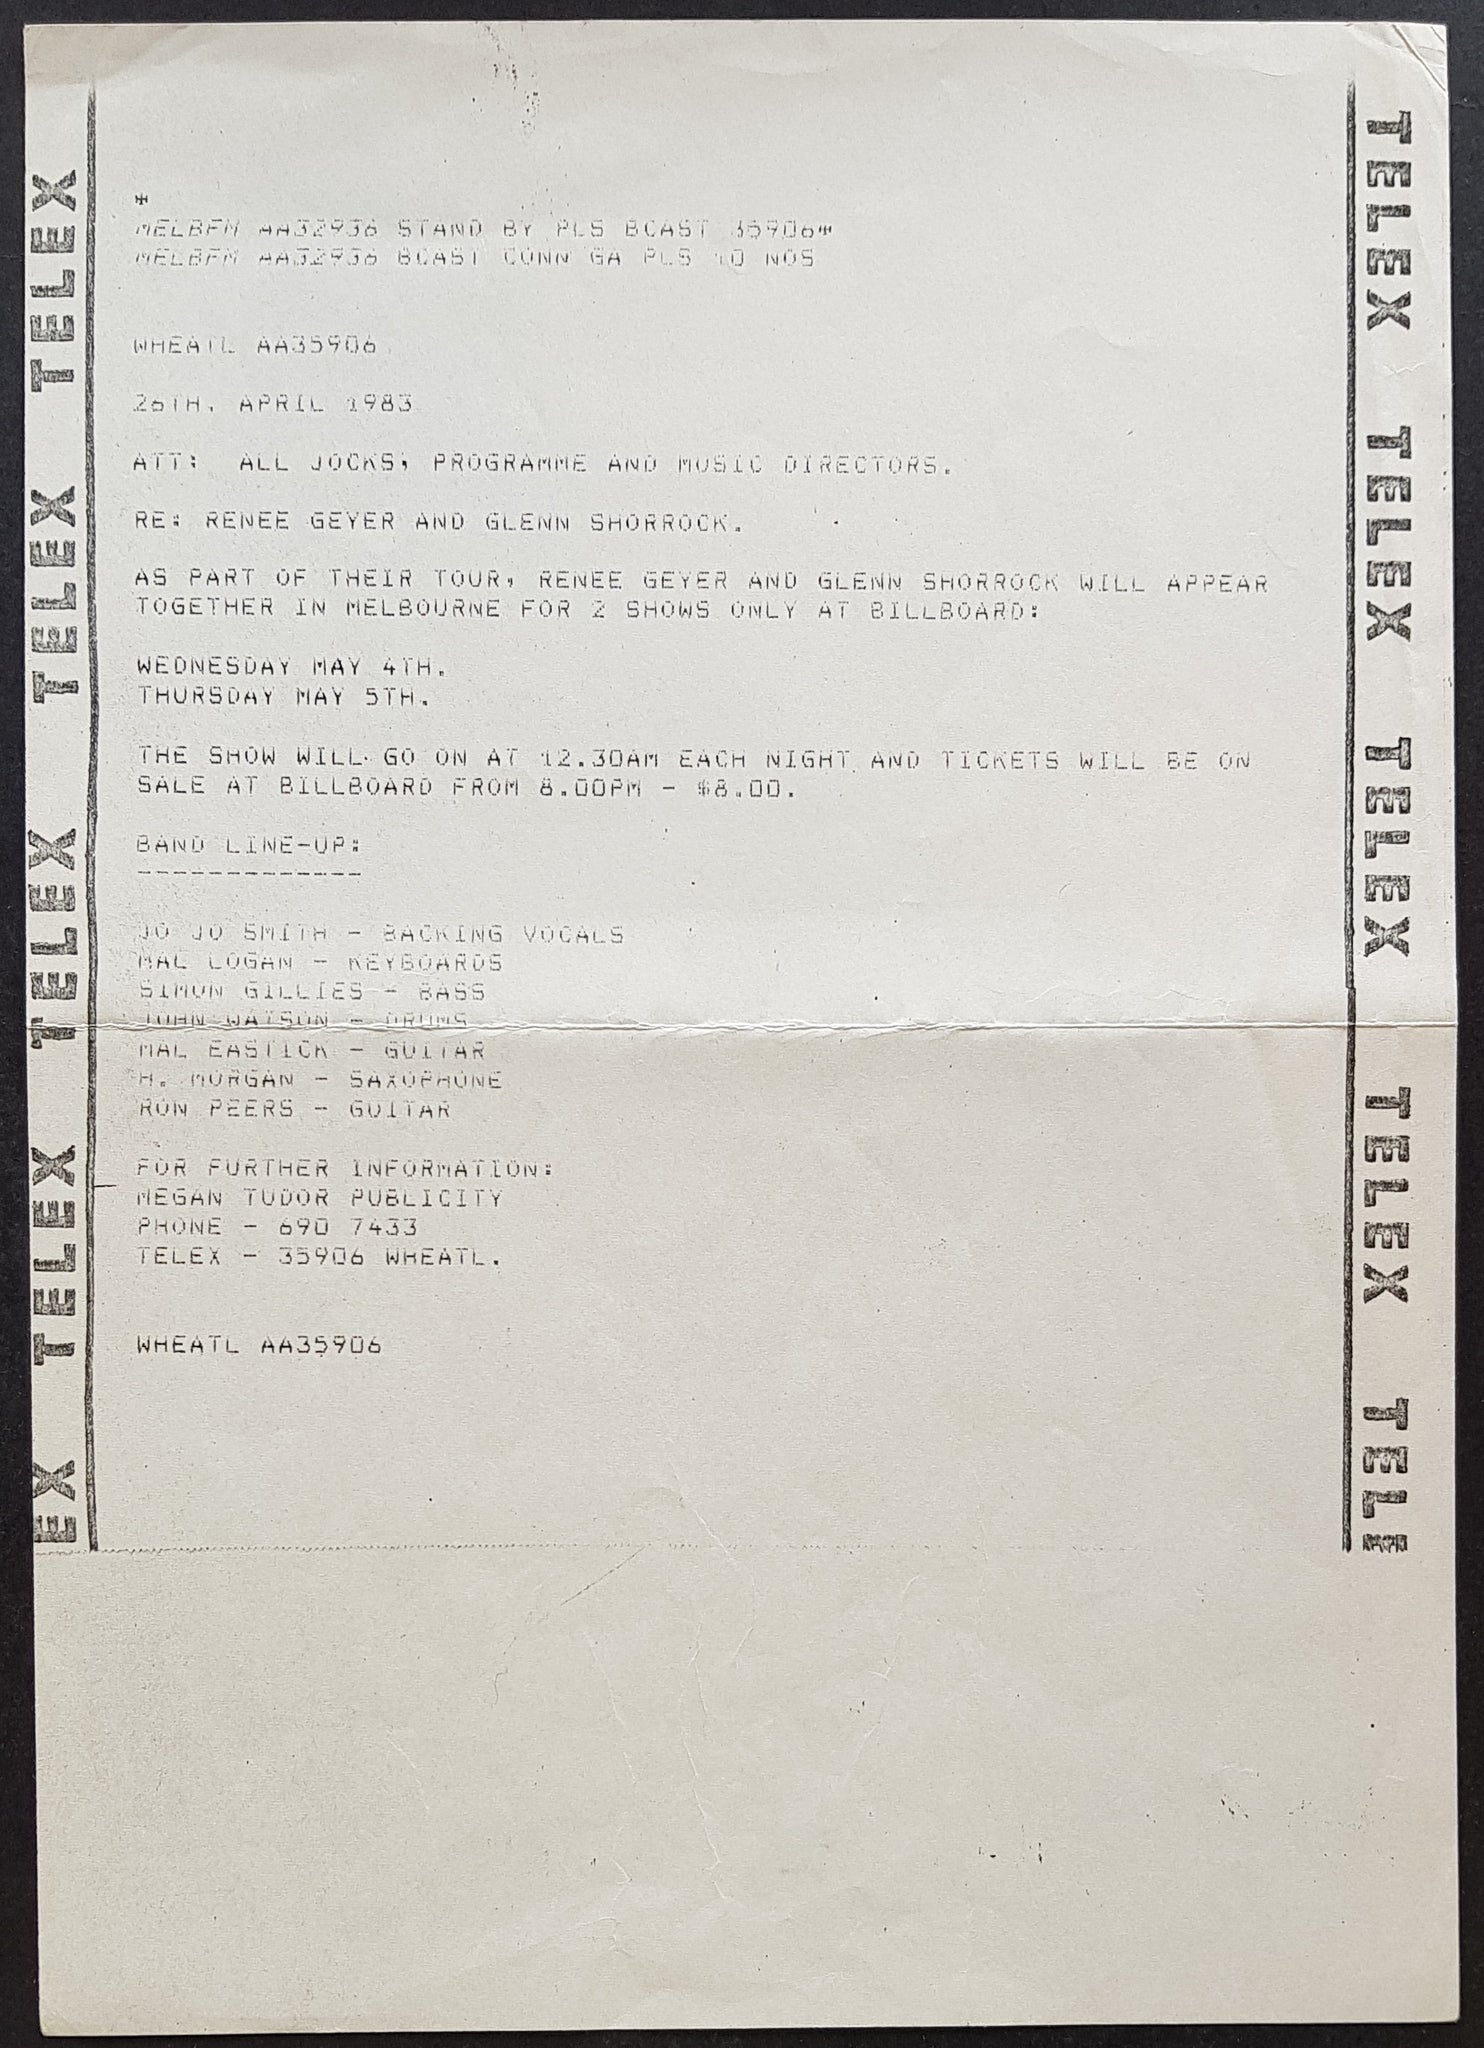 +
MELBFM AA32936 STAND BY PLS BCAST 35906+
MELBFM AA32936 BCAST CONN GA PLS 10 NOS
WHEATL AA35906
26TH. APRIL 1983
ATT: ALL JOCKS, PROGRAMME AND MUSIC DIRECTORS.
RE: RENEE GEYER AND GLENN SHORROCK.
AS PART OF THEIR TOUR, RENEE GEYER AND GLENN SHORROCK WILL APPEAR
TOGETHER IN MELBOURNE FOR 2 SHOWS ONLY AT BILLBOARD:
WEDNESDAY MAY 4TH.
THURSDAY MAY 5TH.
THE SHOW WILL GO ON AT 12.30AM EACH NIGHT AND TICKETS WILL BE ON
SALE AT BILLBOARD FROM 8.00PM - $8.00.
BAND LINE-UP:
-------------
JO JO SMITH - BACKING VOCALS
MAL LOGAN - KEYBOARDS
SIMON GILLIES - BASS
JOHN WATSON - DRUMS
MAL EASTICK - GUITAR
H. MORGAN - SAXOPHONE
RON PEERS - GUITAR
FOR FURTHER INFORMATION:
MEGAN TUDOR PUBLICITY
PHONE - 690 7433
TELEX - 35906 WHEATL.
WHEATL AA35906
EX TELEX TELEX TELEX TELEX
TELEX TELEX TELEX TELEX TELE